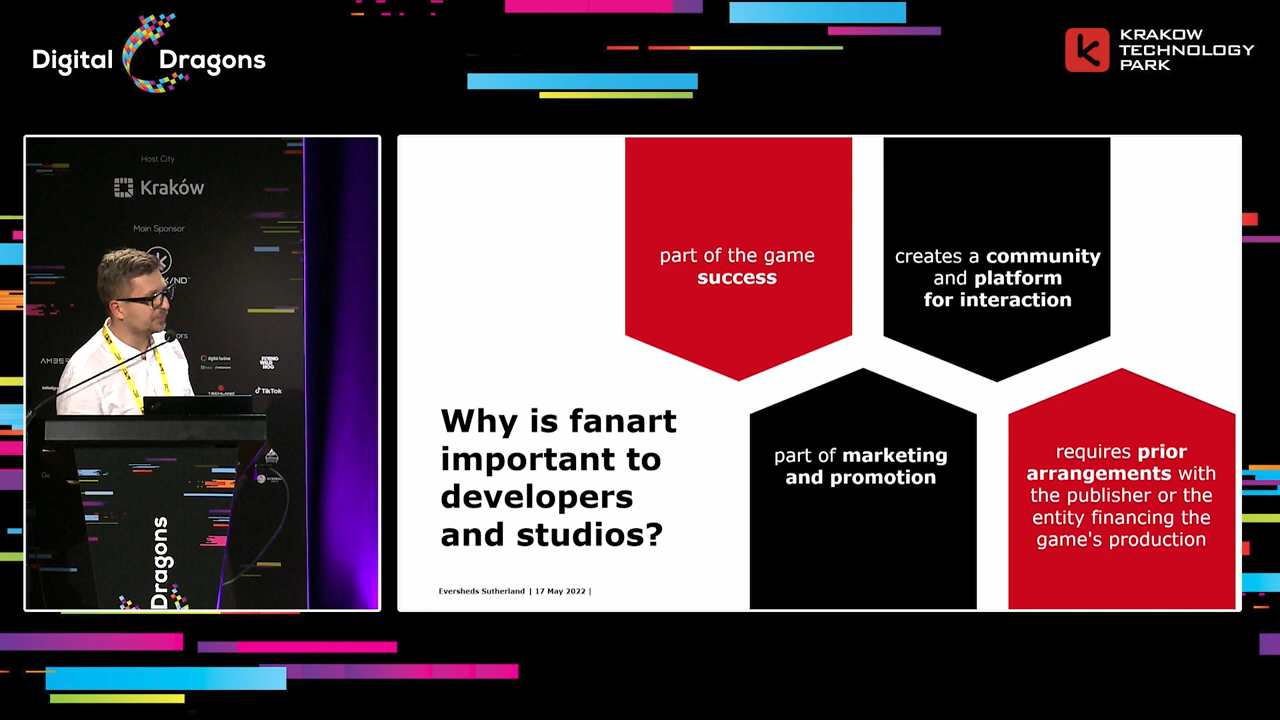 Digital Dragons
KRAKOW
TECHNOLOGY
PARK
Host City
Kraków
Main Sponsor
TikTok
Dragons
part of the game
success
creates a community
and platform
for interaction
Why is fanart
important to
developers
and studios?
part of marketing
and promotion
requires prior
arrangements with
the publisher or the
entity financing the
game's production
Eversheds Sutherland | 17 May 2022 |